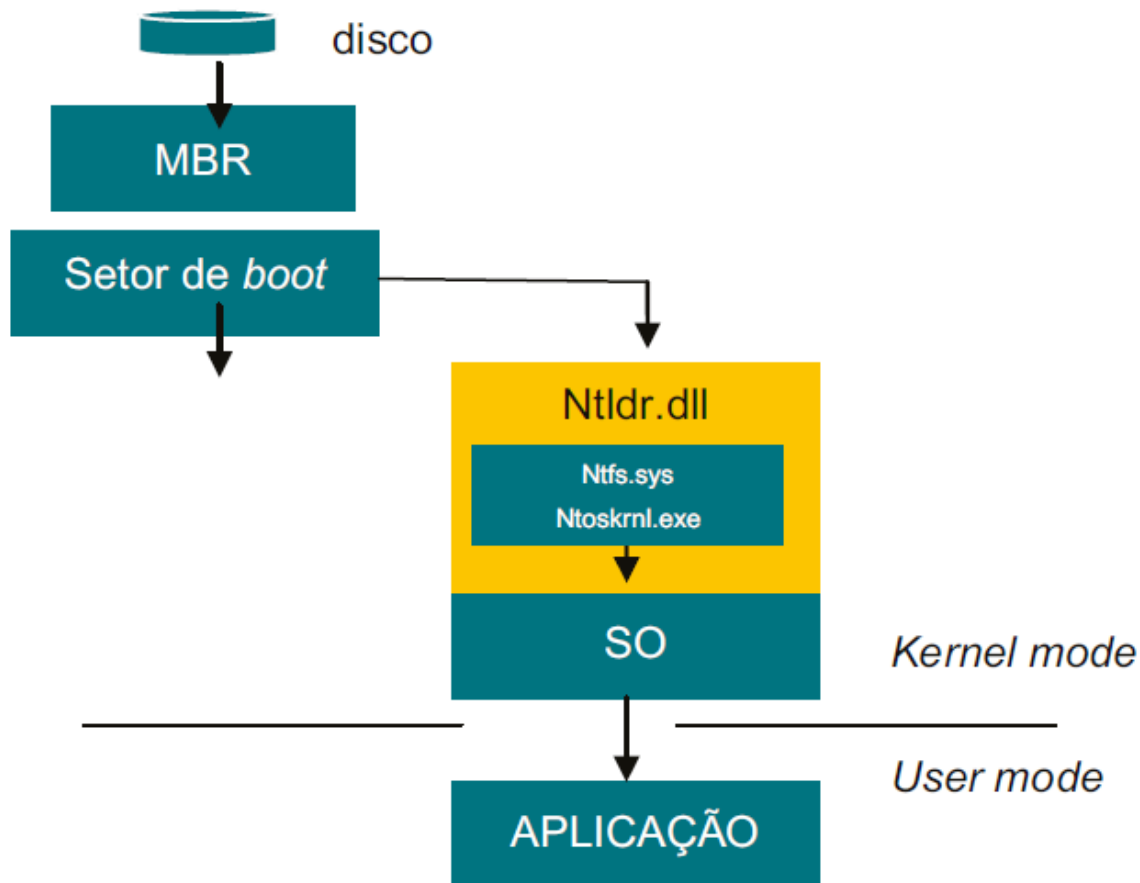 disco
MBR
Setor de boot
Ntldr.dll
Ntfs.sys
Ntoskrnl.exe
SO
Kernel mode
User mode
APLICAÇÃO